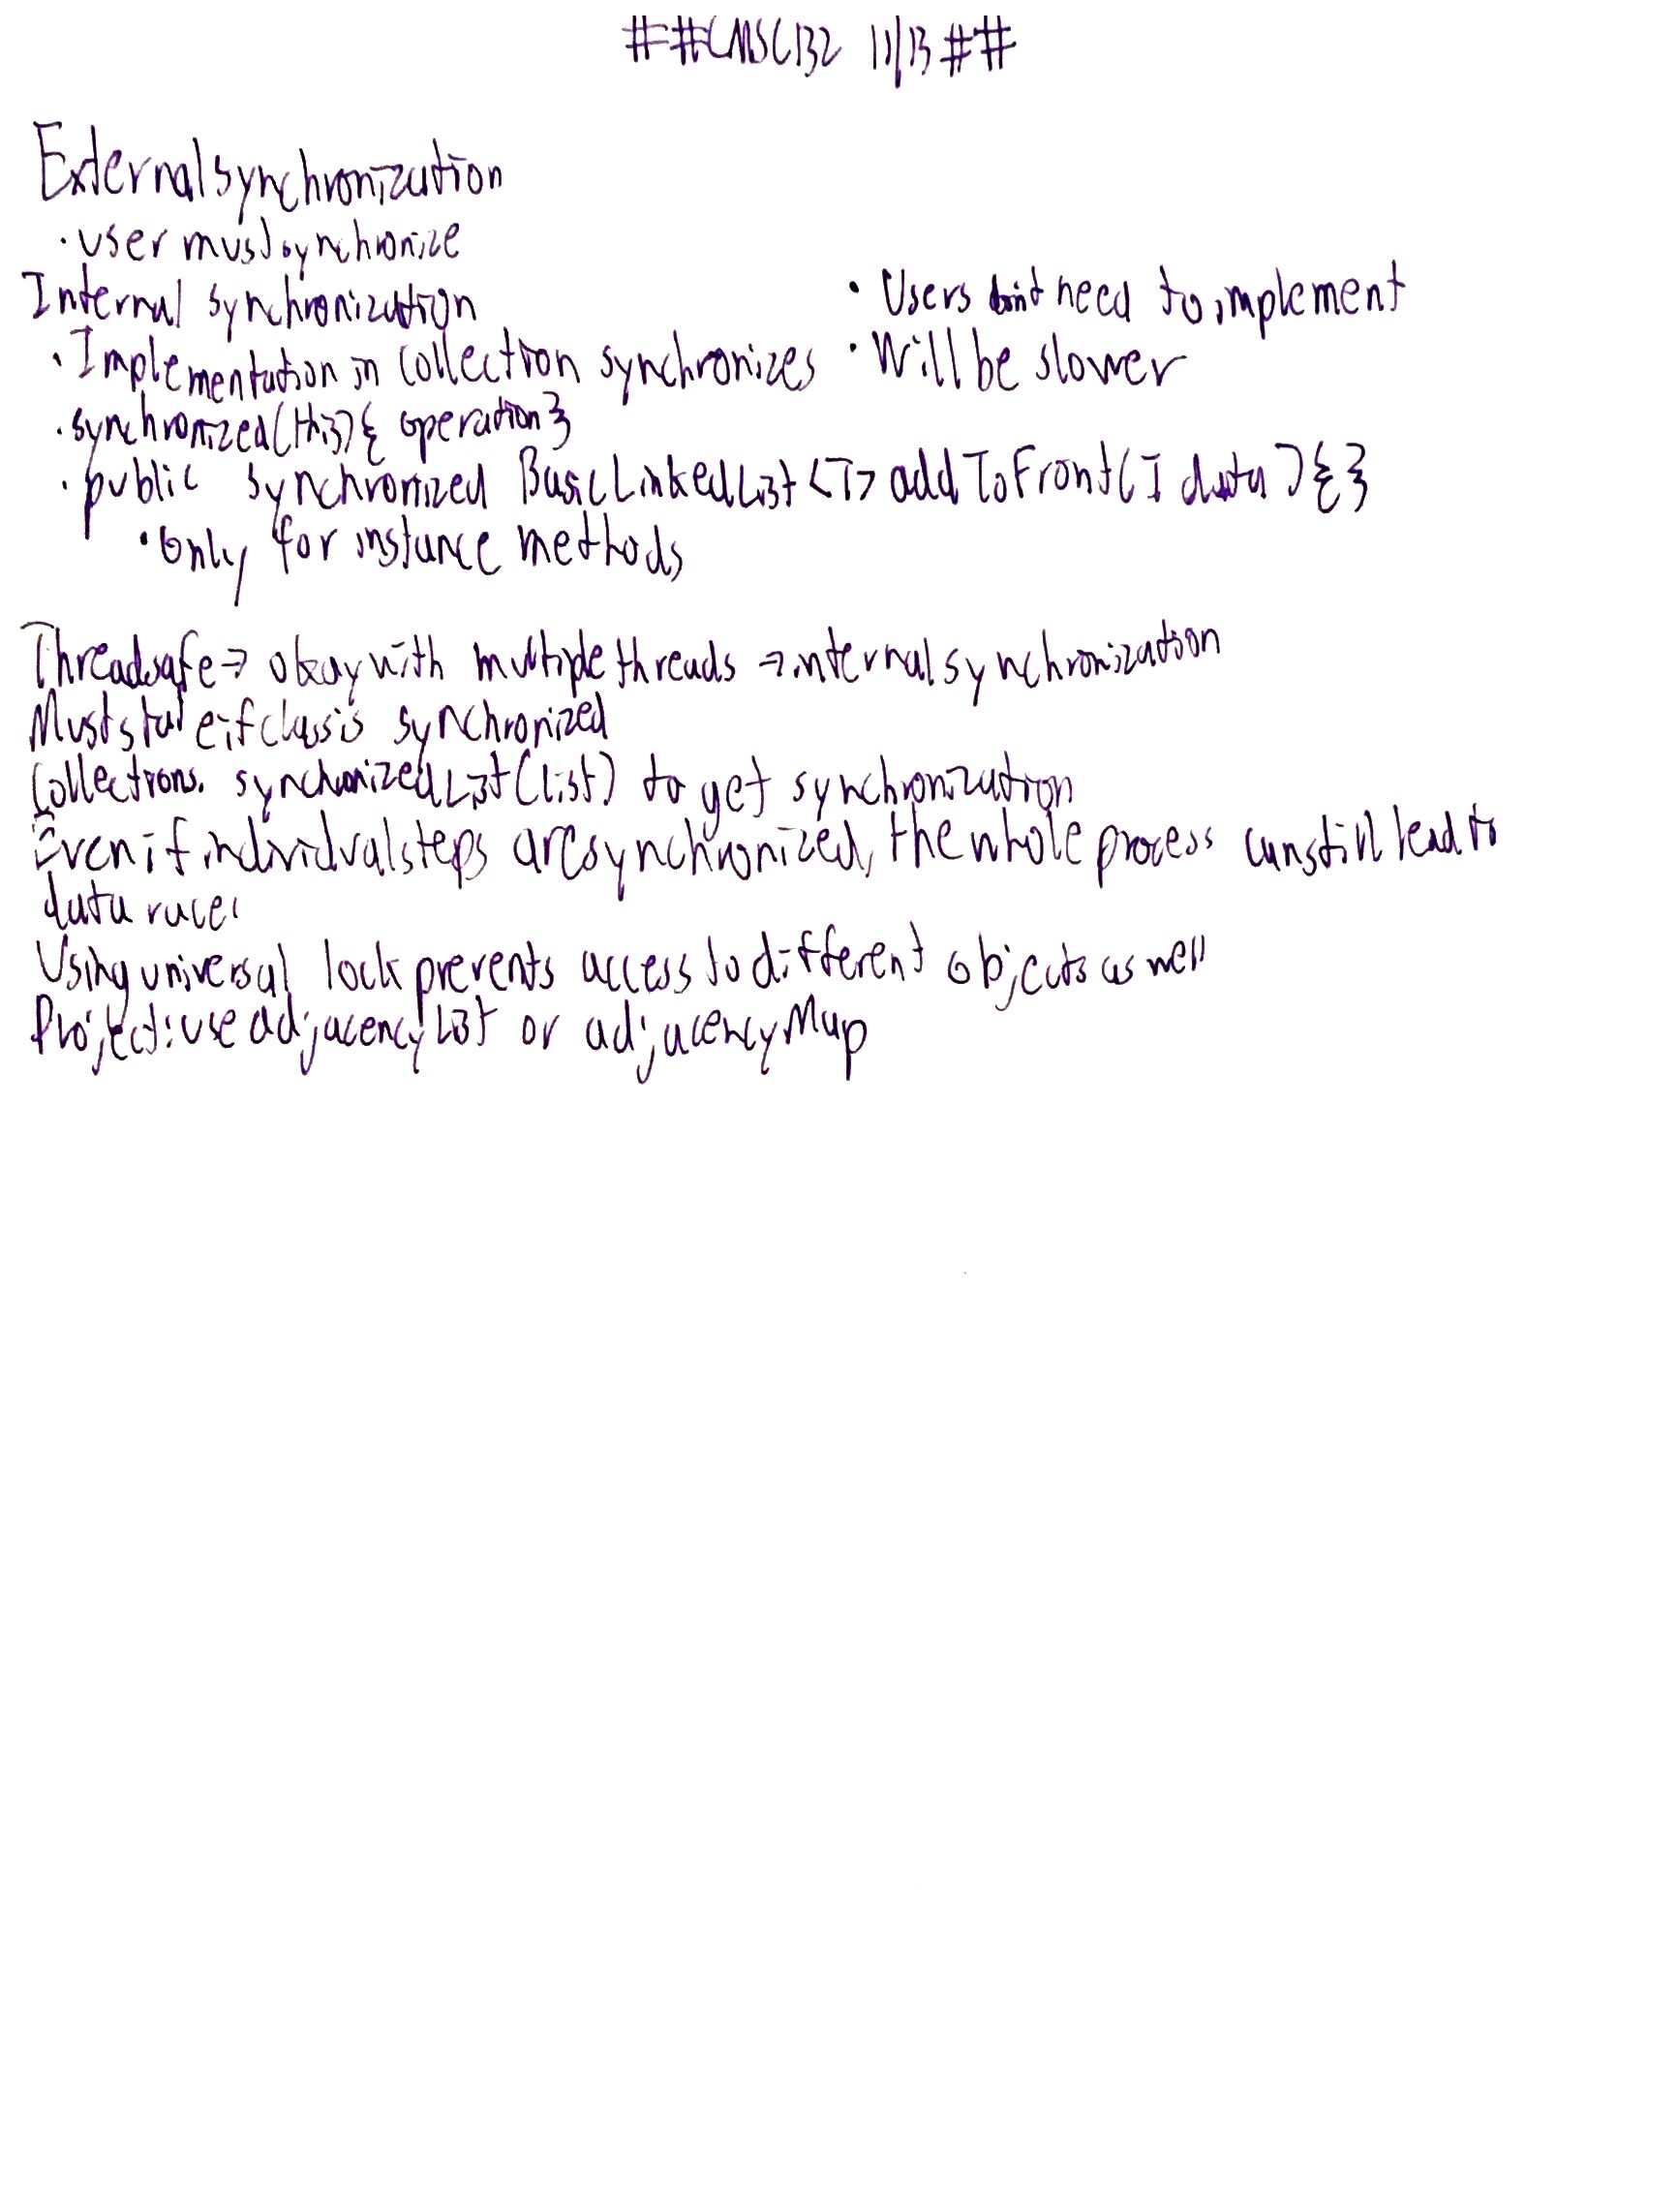 ##CMSC132 11/13##
External synchronization
· user must synchronize
Internal synchronization
· Users don't need to implement
· Implementation in collection synchronizes
· Will be slower
· synchronized(this){ operation}
· public synchronized BasicLinkedList<T> addToFront(T data){}
· Only for instance methods
Threadsafe => okay with multiple threads => internal synchronization
Must state if class is synchronized
Collections.synchronizedList(list) to get synchronization
Even if individual steps are synchronized, the whole process can still lead to
data races
Using universal lock prevents access to different objects as well
Project: use adjacency list or adjacency Map